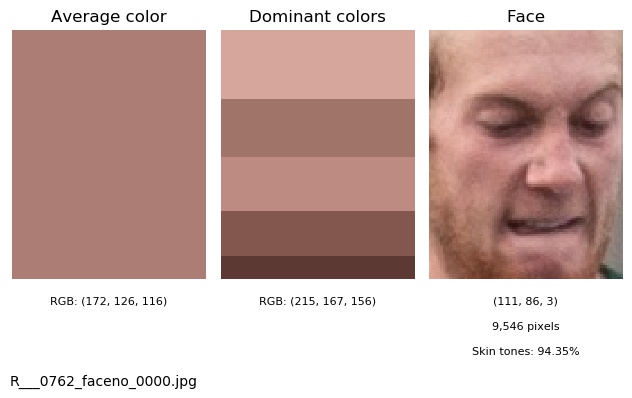 Average color
Dominant colors
Face
RGB: (172, 126, 116)
RGB: (215, 167, 156)
(111, 86, 3)
9,546 pixels
Skin tones: 94.35%
R___0762_faceno_0000.jpg